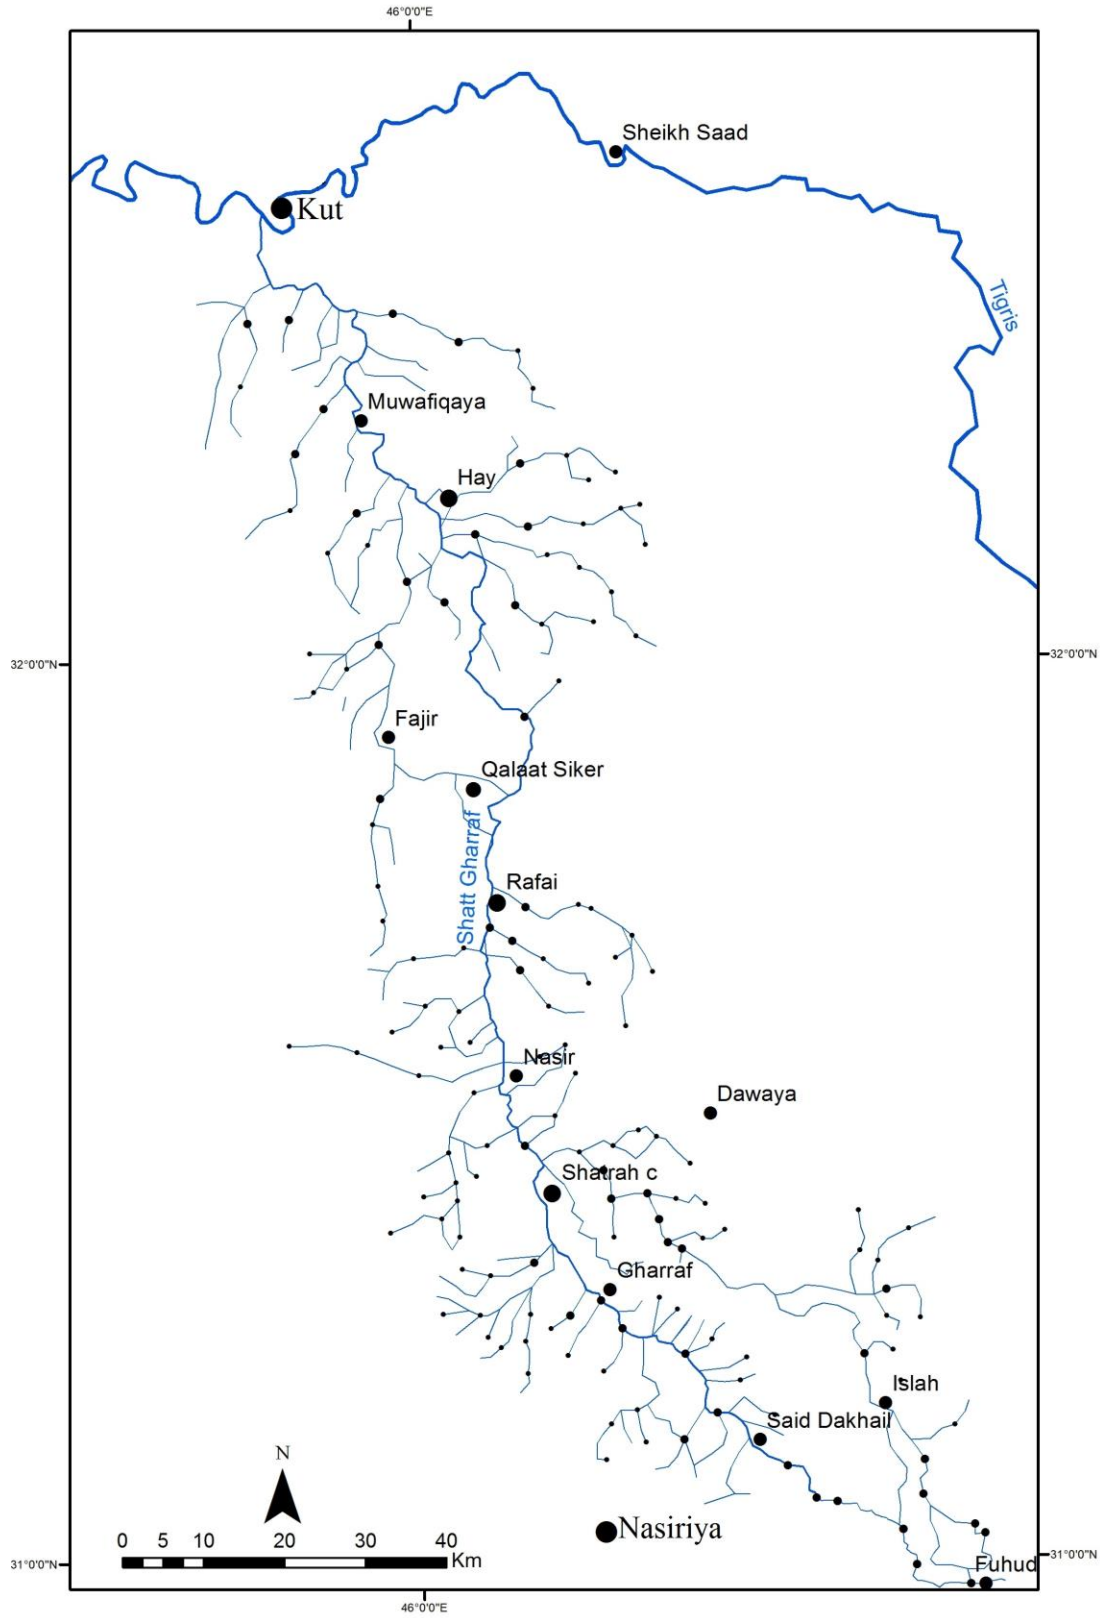 46°0'0"E
Sheikh Saad
Kut
Tigris
Muwafiqaya
Hay
32°0'0"N
32°0'0"N
Fajir
Qalaat Siker
Shatt Gharraf
Rafai
Nasir
Dawaya
Shatrah c
Gharraf
Islah
Said Dakhail
N
Nasiriya
0 5 10 20 30 40
Km
Fuhud
31°0'0"N
31°0'0"N
46°0'0"E